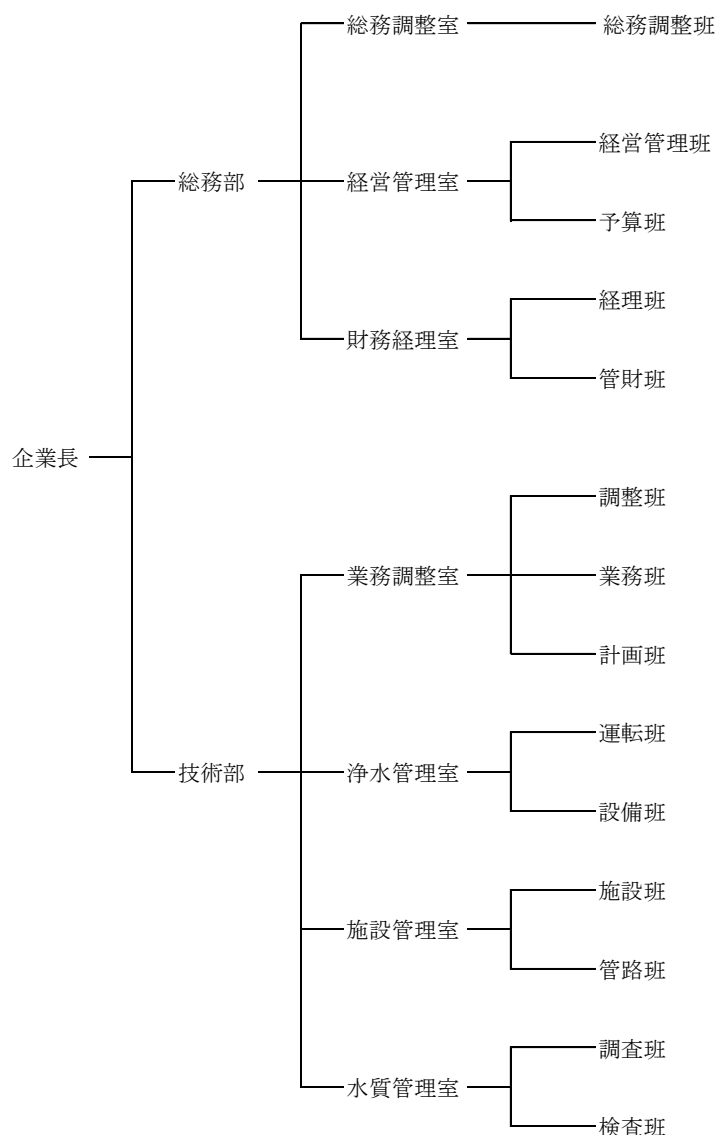 総務調整室 総務調整班
経営管理班
総務部 経営管理室
予算班
経理班
財務経理室
管財班
企業長
調整班
業務調整室 業務班
計画班
運転班
技術部 浄水管理室
設備班
施設班
施設管理室
管路班
調査班
水質管理室
検査班